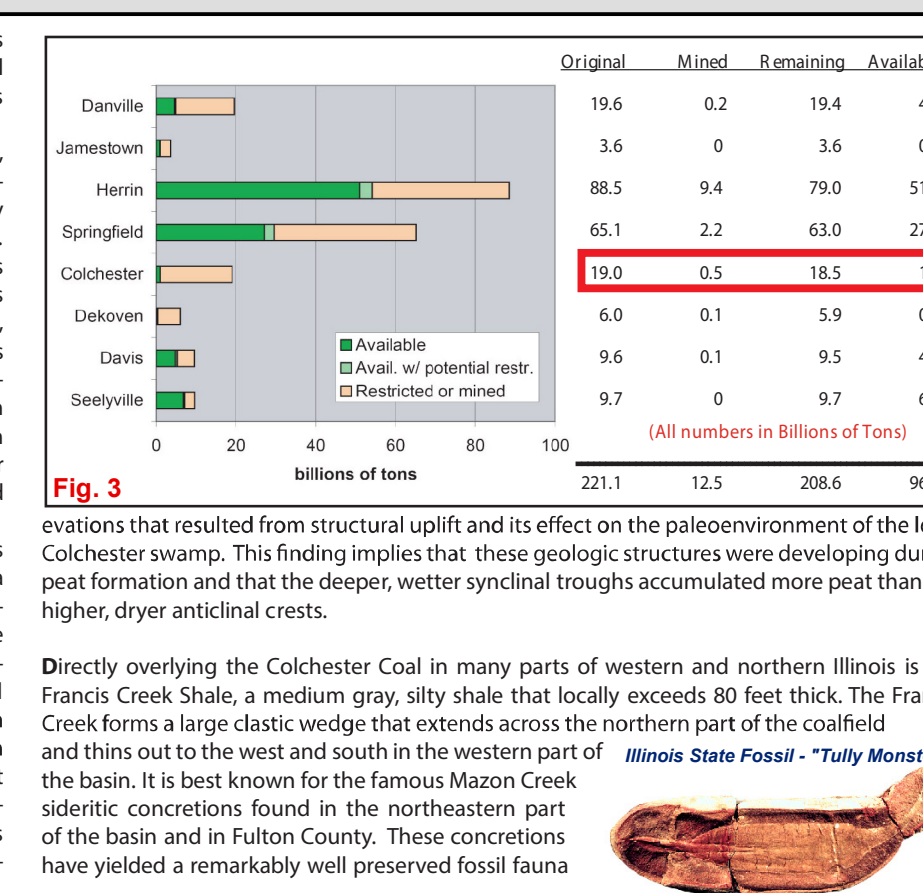 Original Mined Remaining
Danville 19.6 0.2 19.4
Jamestown 3.6 0 3.6
Herrin 88.5 9.4 79.0
Springfield 65.1 2.2 63.0
Colchester 19.0 0.5 18.5
Dekoven 6.0 0.1 5.9
Davis 9.6 0.1 9.5
Seelyville 9.7 0 9.7
Available
Avail. w/ potential restr.
Restricted or mined
(All numbers in Billions of Tons)
0 20 40 60 80 100
billions of tons
221.1 12.5 208.6
Fig. 3
evations that resulted from structural uplift and its effect on the paleoenvironment of the
Colchester swamp. This finding implies that these geologic structures were developing
peat formation and that the deeper, wetter synclinal troughs accumulated more peat than
higher, dryer anticlinal crests.
Directly overlying the Colchester Coal in many parts of western and northern Illinois is
Francis Creek Shale, a medium gray, silty shale that locally exceeds 80 feet thick. The
Creek forms a large clastic wedge that extends across the northern part of the coalfield
and thins out to the west and south in the western part of
Illinois State Fossil - "Tully
the basin. It is best known for the famous Mazon Creek
sideritic concretions found in the northeastern part
of the basin and in Fulton County. These concretions
have yielded a remarkably well preserved fossil fauna